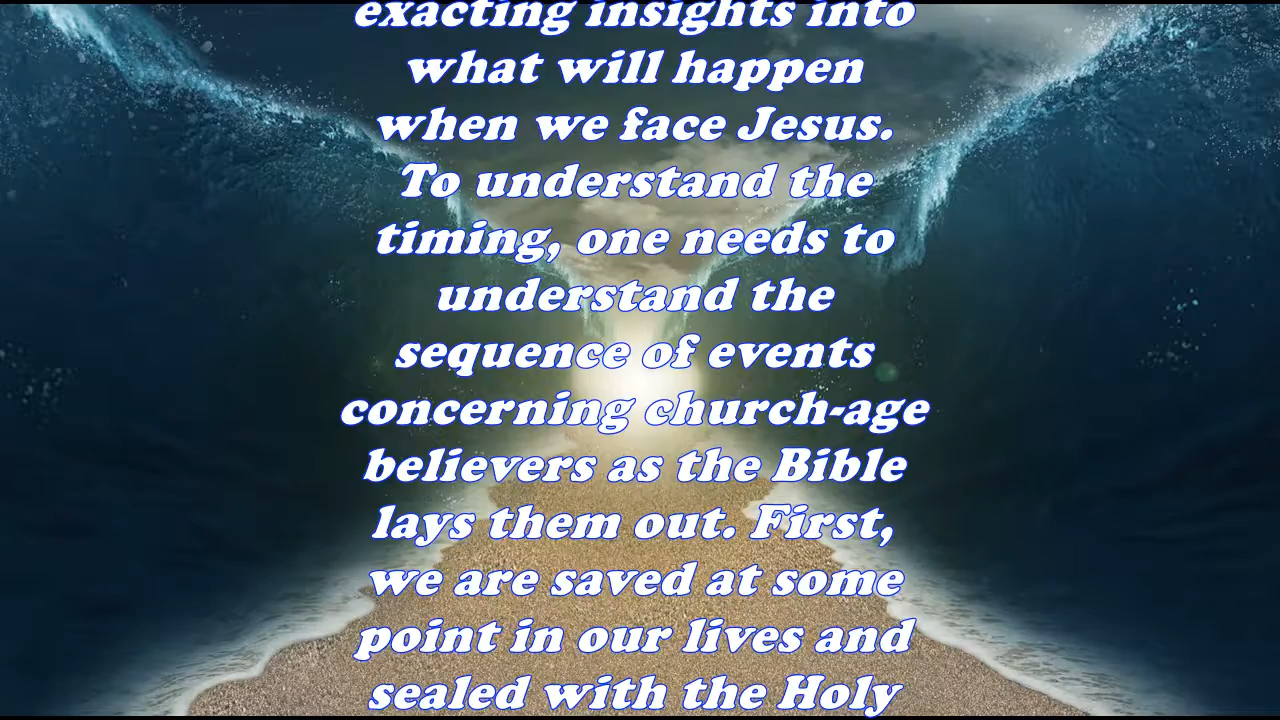 exacting insights into
what will happen
when we face Jesus.
To understand the
timing, one needs to
understand the
sequence of events
concerning church-age
believers as the Bible
lays them out. First,
we are saved at some
point in our lives and
sealed with the Holy